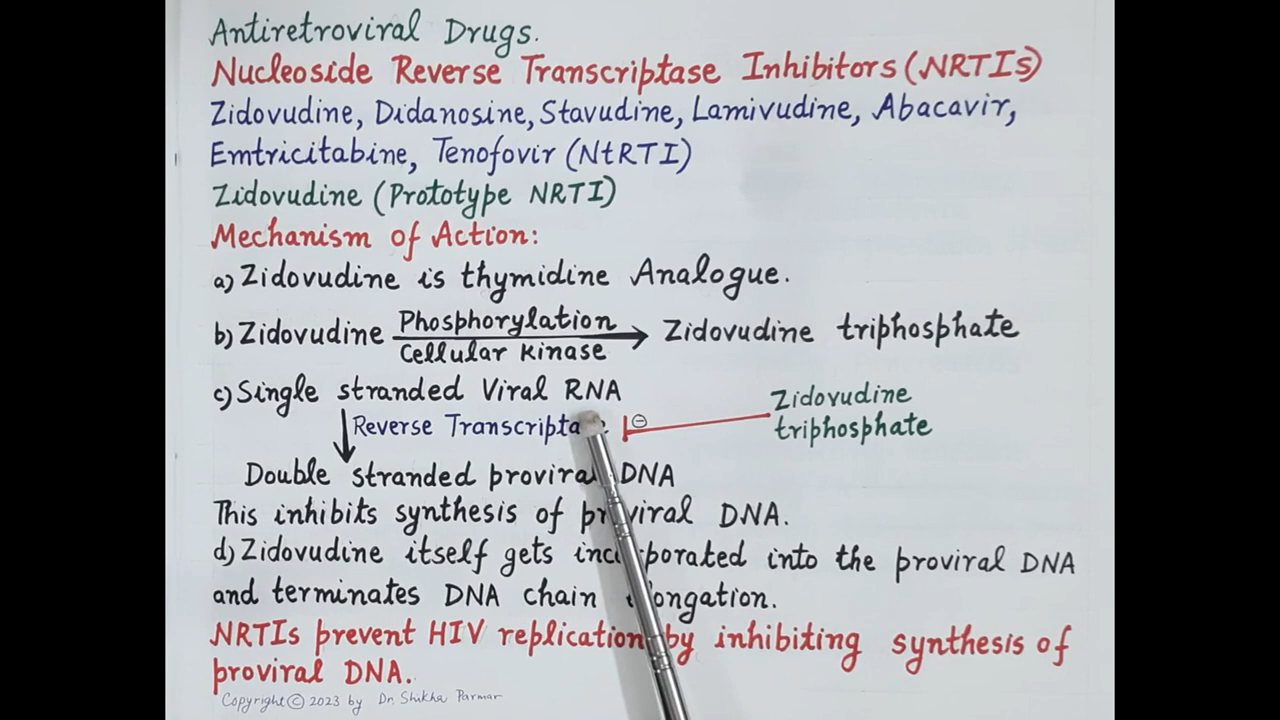 Antiretroviral Drugs.
Nucleoside Reverse Transcriptase Inhibitors (NRTIs)
Zidovudine, Didanosine, Stavudine, Lamivudine, Abacavir,
Emtricitabine, Tenofovir (NtRTI)
Zidovudine (Prototype NRTI)
Mechanism of Action:
a) Zidovudine is thymidine Analogue.
b) Zidovudine Phosphorylation Cellular Kinase → Zidovudine triphosphate
c) Single stranded Viral RNA
Reverse ⊖ Zidovudine triphosphate
Double stranded DNA
This inhibits synthesis of DNA.
d) Zidovudine itself gets into the proviral DNA
and terminates DNA chain
NRTIs prevent HIV replication by inhibiting synthesis of
proviral DNA.
Copyright © 2023 by Dr. Shikha Parmar